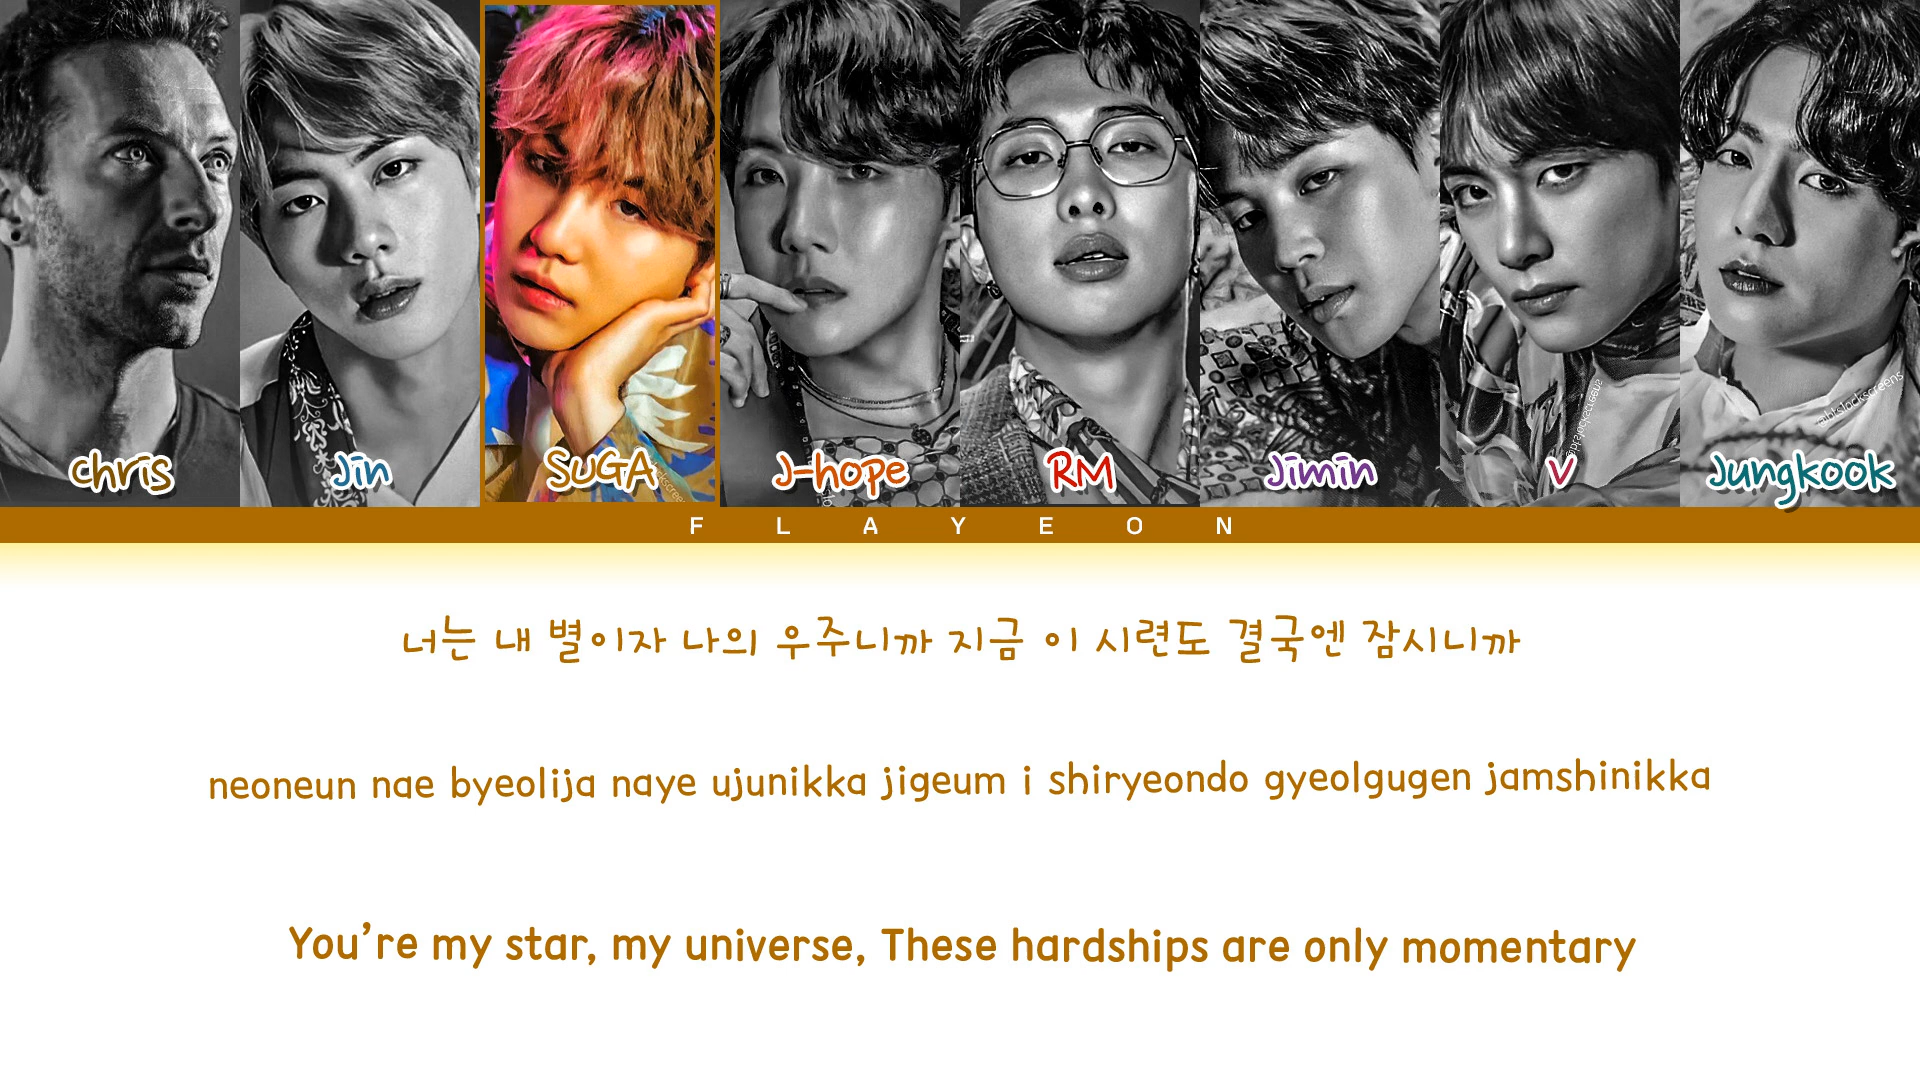 chris Jin SUGA J-hope RM Jimin V Jungkook
FLAYEON
너는 내 별이자 나의 우주니까 지금 이 시련도 결국엔 잠시니까
neoneun nae byeolija naye ujunikka jigeum i shiryeondo gyeolgugen jamshinikka
You're my star, my universe, These hardships are only momentary